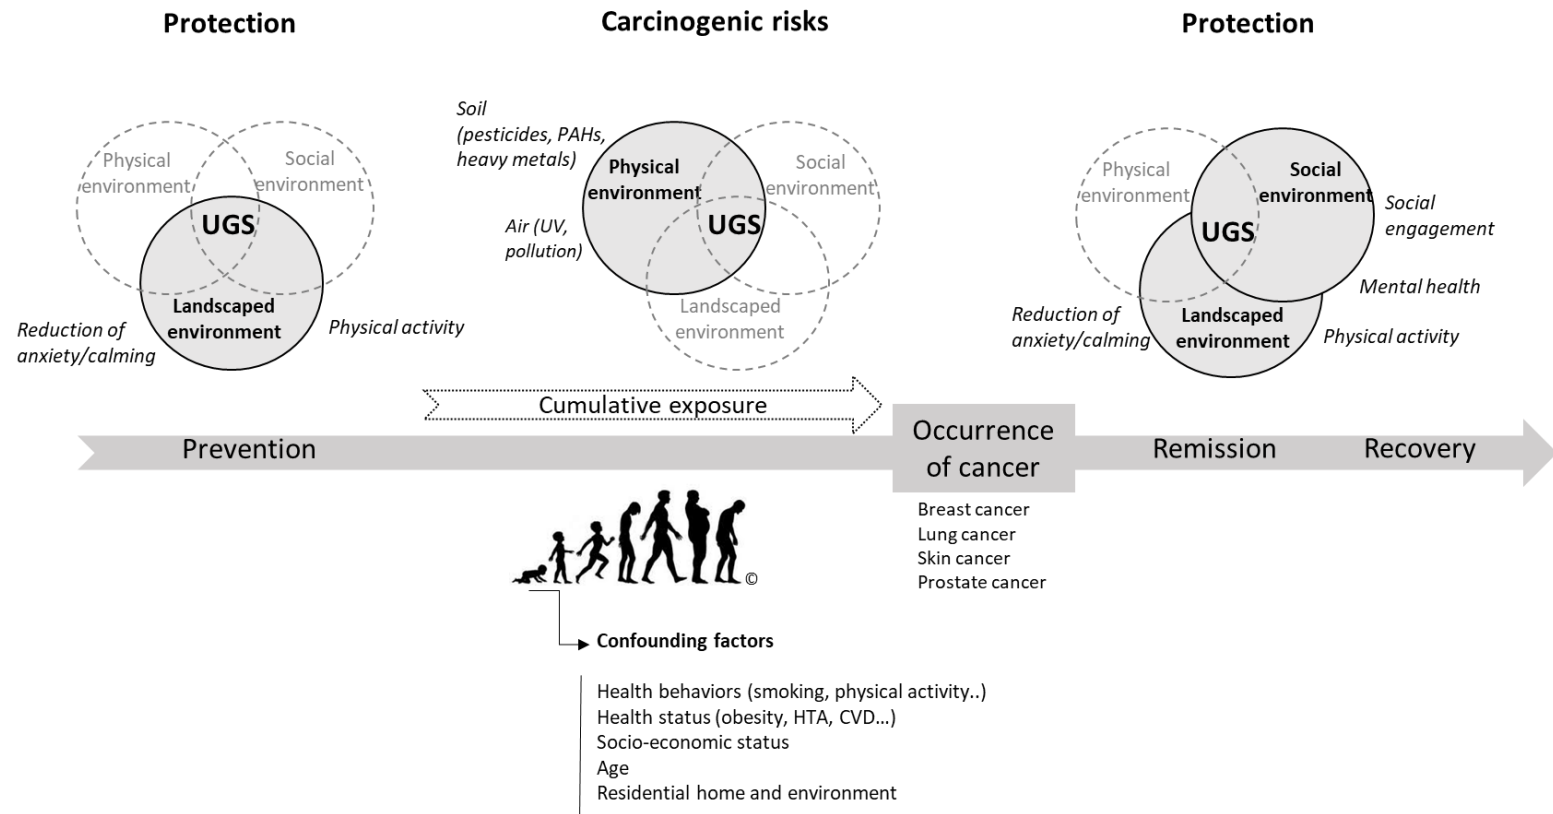 Protection
Carcinogenic risks
Protection
Physical
environment
Social
environment
UGS
Landscaped
environment
Reduction of
anxiety/calming
Physical activity
Soil
(pesticides, PAHs,
heavy metals)
Air (UV,
pollution)
Physical
environment
Social
environment
UGS
Landscaped
environment
Physical
environment
Social
environment
UGS
Landscaped
environment
Social
engagement
Mental health
Physical activity
Reduction of
anxiety/calming
Cumulative exposure
Prevention
Occurrence
of cancer
Remission
Recovery
Breast cancer
Lung cancer
Skin cancer
Prostate cancer
©
Confounding factors
Health behaviors (smoking, physical activity..)
Health status (obesity, HTA, CVD...)
Socio-economic status
Age
Residential home and environment